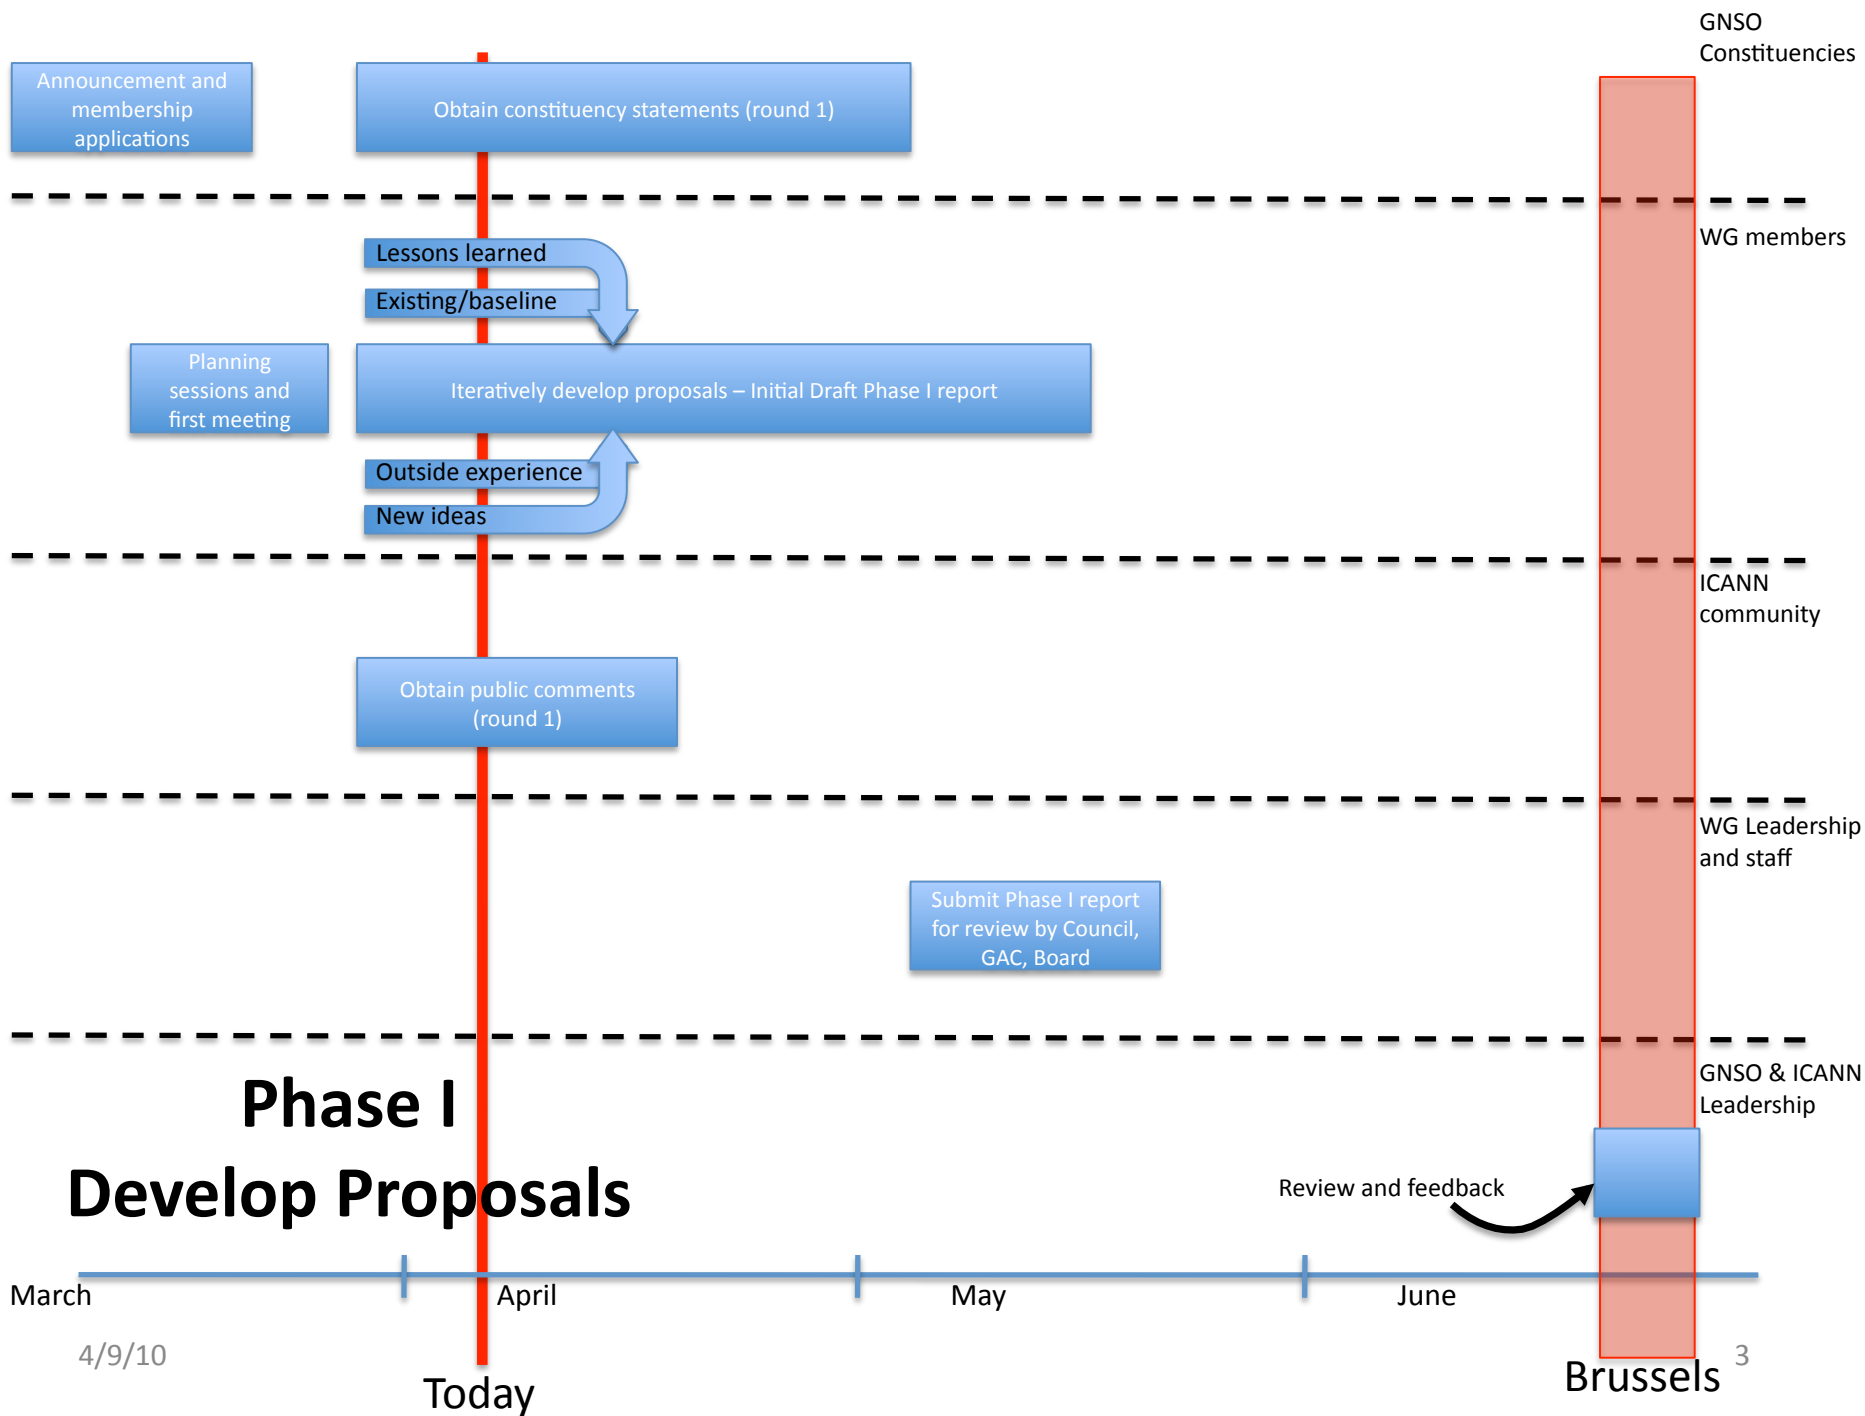 GNSO
Constituencies
Announcement and
membership
applications
Obtain constituency statements (round 1)
WG members
Lessons learned
Existing/baseline
Planning
sessions and
first meeting
Iteratively develop proposals – Initial Draft Phase I report
Outside experience
New ideas
ICANN
community
Obtain public comments
(round 1)
WG Leadership
and staff
Submit Phase I report
for review by Council,
GAC, Board
GNSO & ICANN
Leadership
Phase I
Develop Proposals
Review and feedback
March
April
May
June
4/9/10
3
Today
Brussels